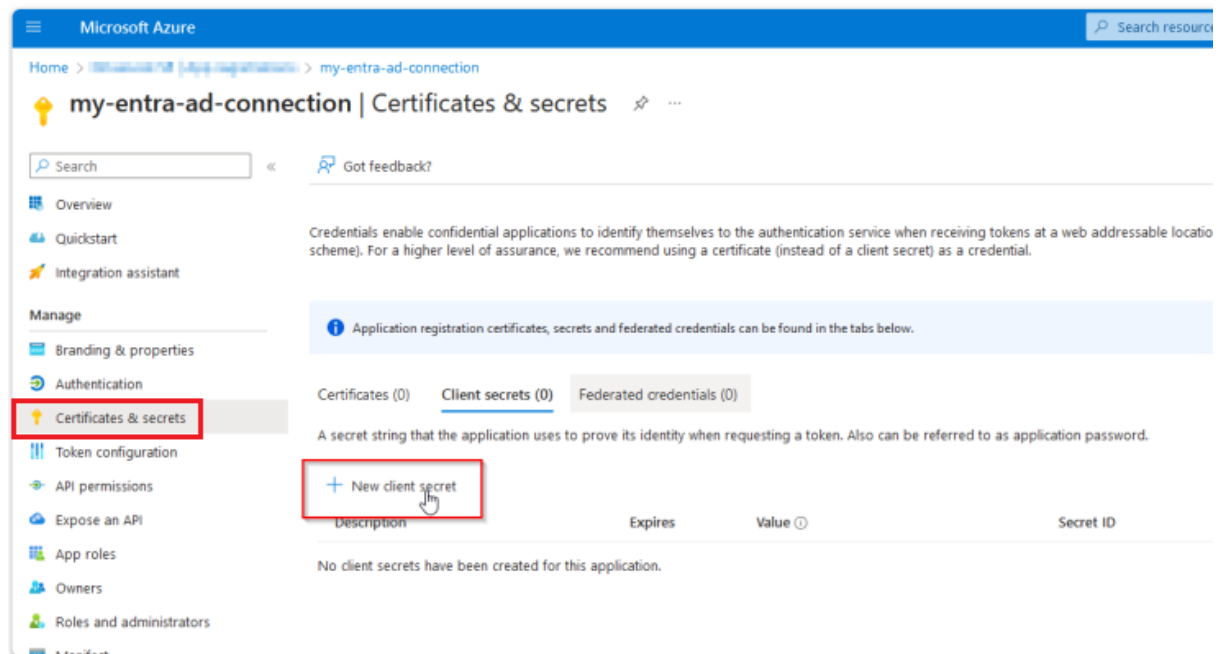 Microsoft Azure
Search resource
Home > > my-entra-ad-connection
my-entra-ad-connection | Certificates & secrets
Search
Got feedback?
Overview
Quickstart
Integration assistant
Manage
Branding & properties
Authentication
Certificates & secrets
Token configuration
API permissions
Expose an API
App roles
Owners
Roles and administrators
Manifest
Credentials enable confidential applications to identify themselves to the authentication service when receiving tokens at a web addressable locatio
scheme). For a higher level of assurance, we recommend using a certificate (instead of a client secret) as a credential.
Application registration certificates, secrets and federated credentials can be found in the tabs below.
Certificates (0) Client secrets (0) Federated credentials (0)
A secret string that the application uses to prove its identity when requesting a token. Also can be referred to as application password.
New client secret
Description Expires Value Secret ID
No client secrets have been created for this application.